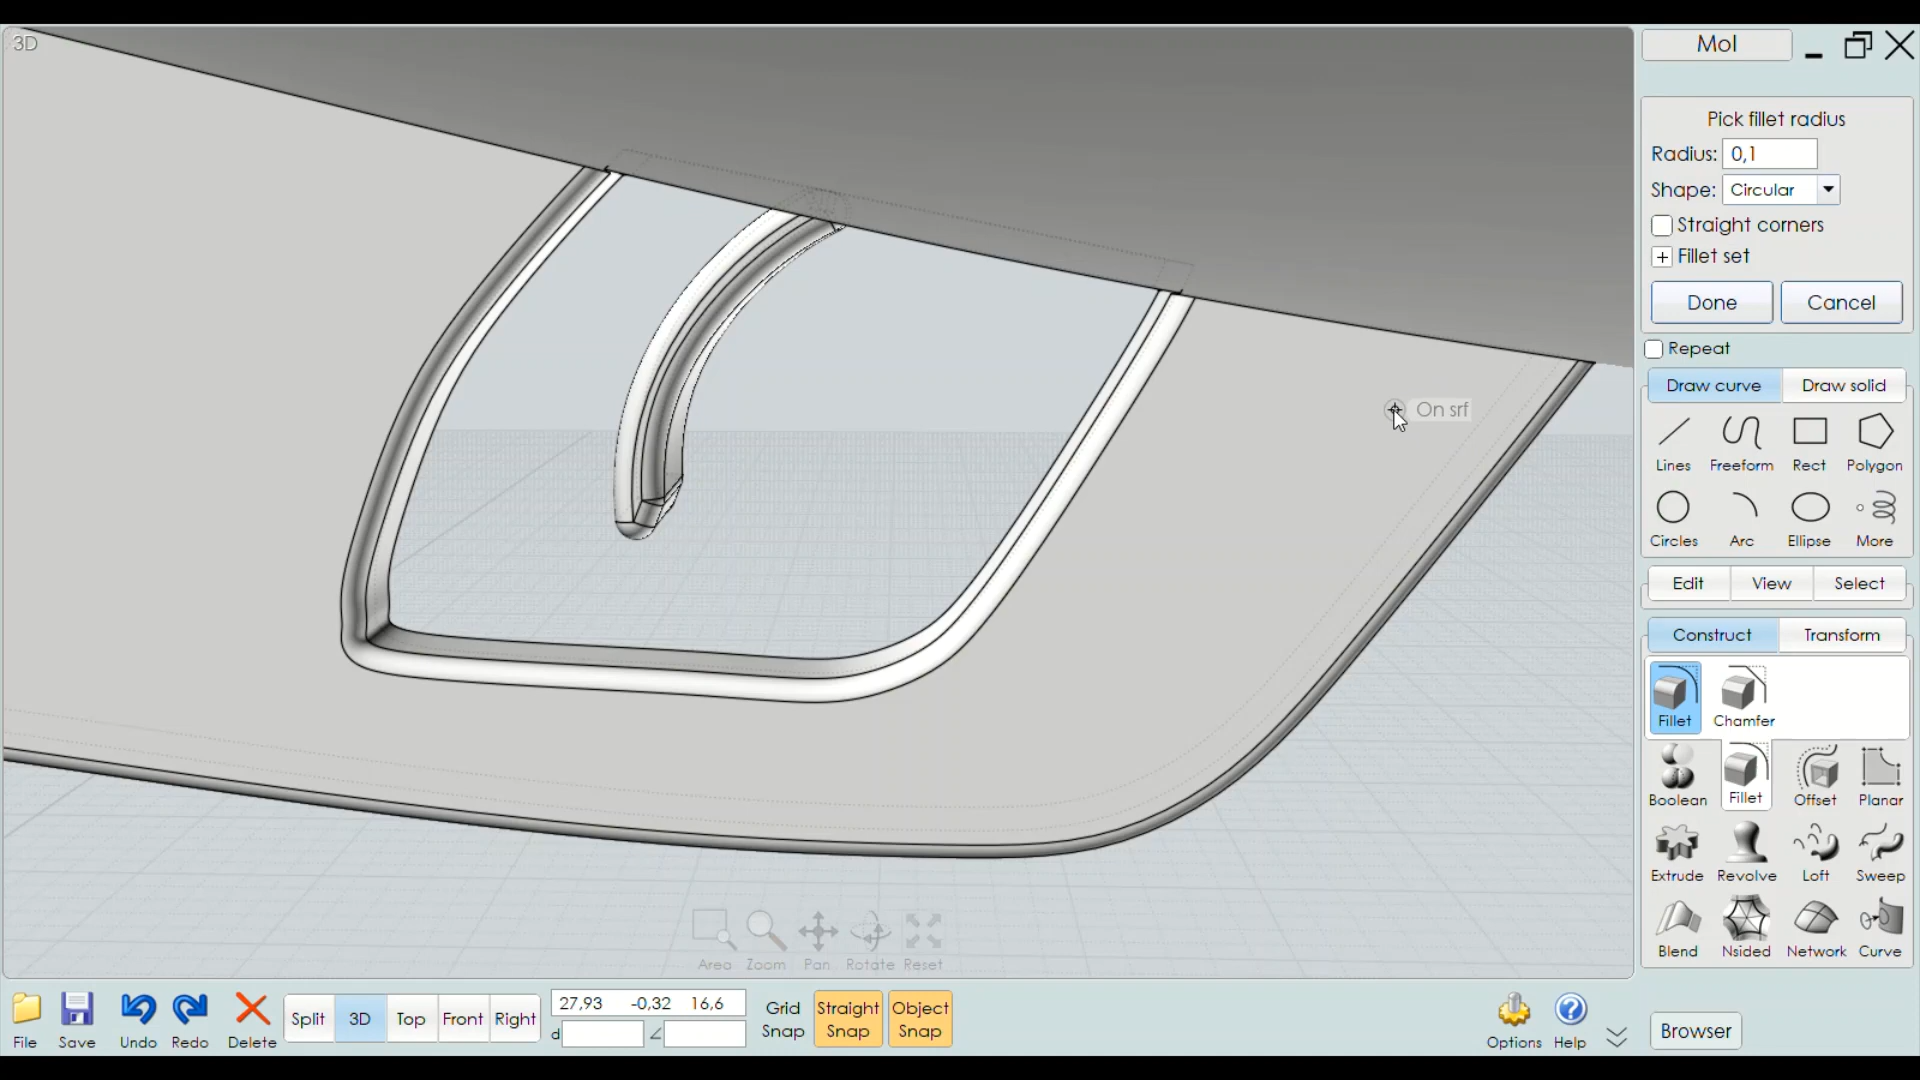 3D
MoI
Pick fillet radius
Radius: 0,1
Shape: Circular
Straight corners
+ Fillet set
Done Cancel
Repeat
On srf
Draw curve Draw solid
Lines Freeform Rect Polygon
Circles Arc Ellipse More
Edit View Select
Construct Transform
Fillet Chamfer
Boolean Fillet Offset Planar
Extrude Revolve Loft Sweep
Blend Nsided Network Curve
Area Zoom Pan Rotate Reset
File Save Undo Redo Delete
Split 3D Top Front Right
27,93 -0,32 16,6
d ∠
Grid Snap
Straight Snap
Object Snap
Options Help
Browser